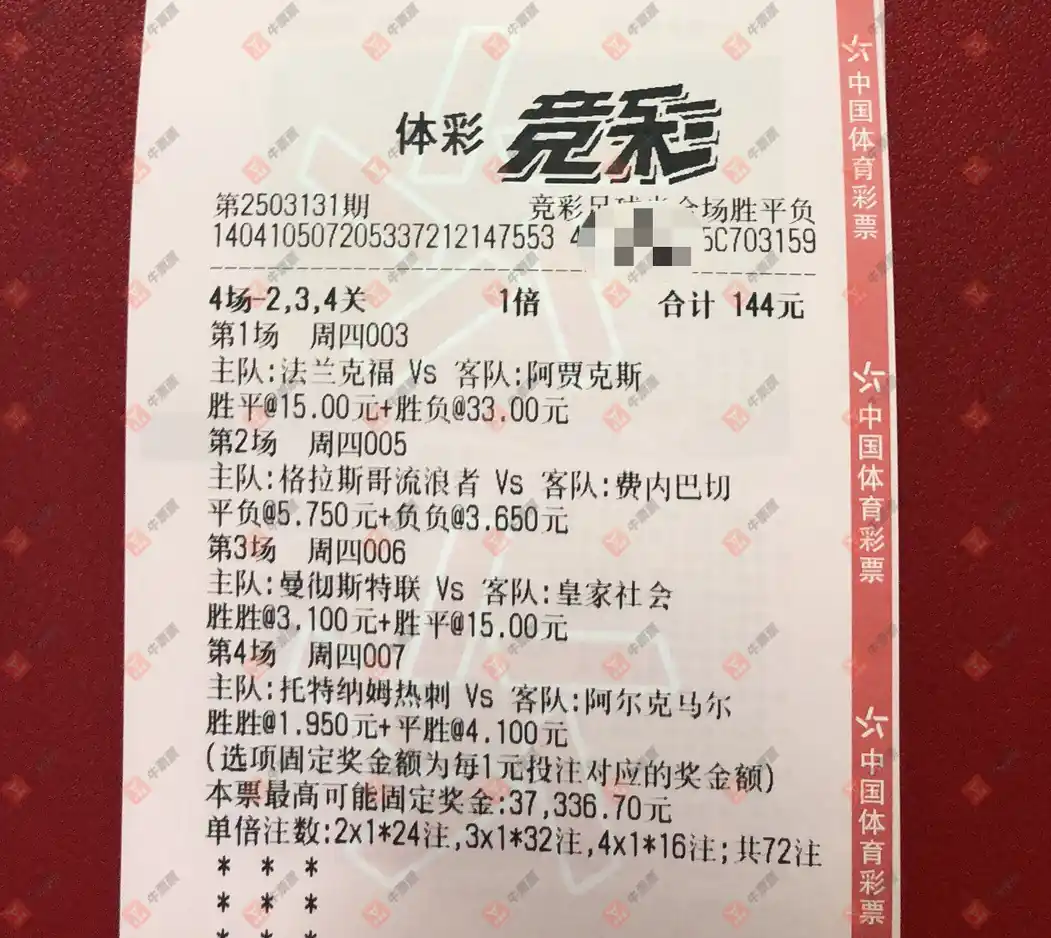 体彩 竞彩
第2503131期 竞彩足球半全场胜平负
140410507205337212147553 5C703159
4场-2,3,4关 1倍 合计 144元
第1场 周四003
主队:法兰克福 Vs 客队:阿贾克斯
胜平@15.00元+胜负@33.00元
第2场 周四005
主队:格拉斯哥流浪者 Vs 客队:费内巴切
平负@5.750元+负负@3.650元
第3场 周四006
主队:曼彻斯特联 Vs 客队:皇家社会
胜胜@3.100元+胜平@15.00元
第4场 周四007
主队:托特纳姆热刺 Vs 客队:阿尔克马尔
胜胜@1.950元+平胜@4.100元
(选项固定奖金额为每1元投注对应的奖金额)
本票最高可能固定奖金:37,336.70元
单倍注数:2x1*24注,3x1*32注,4x1*16注;共72注
* * *
* * *
* * *
中国体育彩票
中国体育彩票
中国体育彩票
牛票票